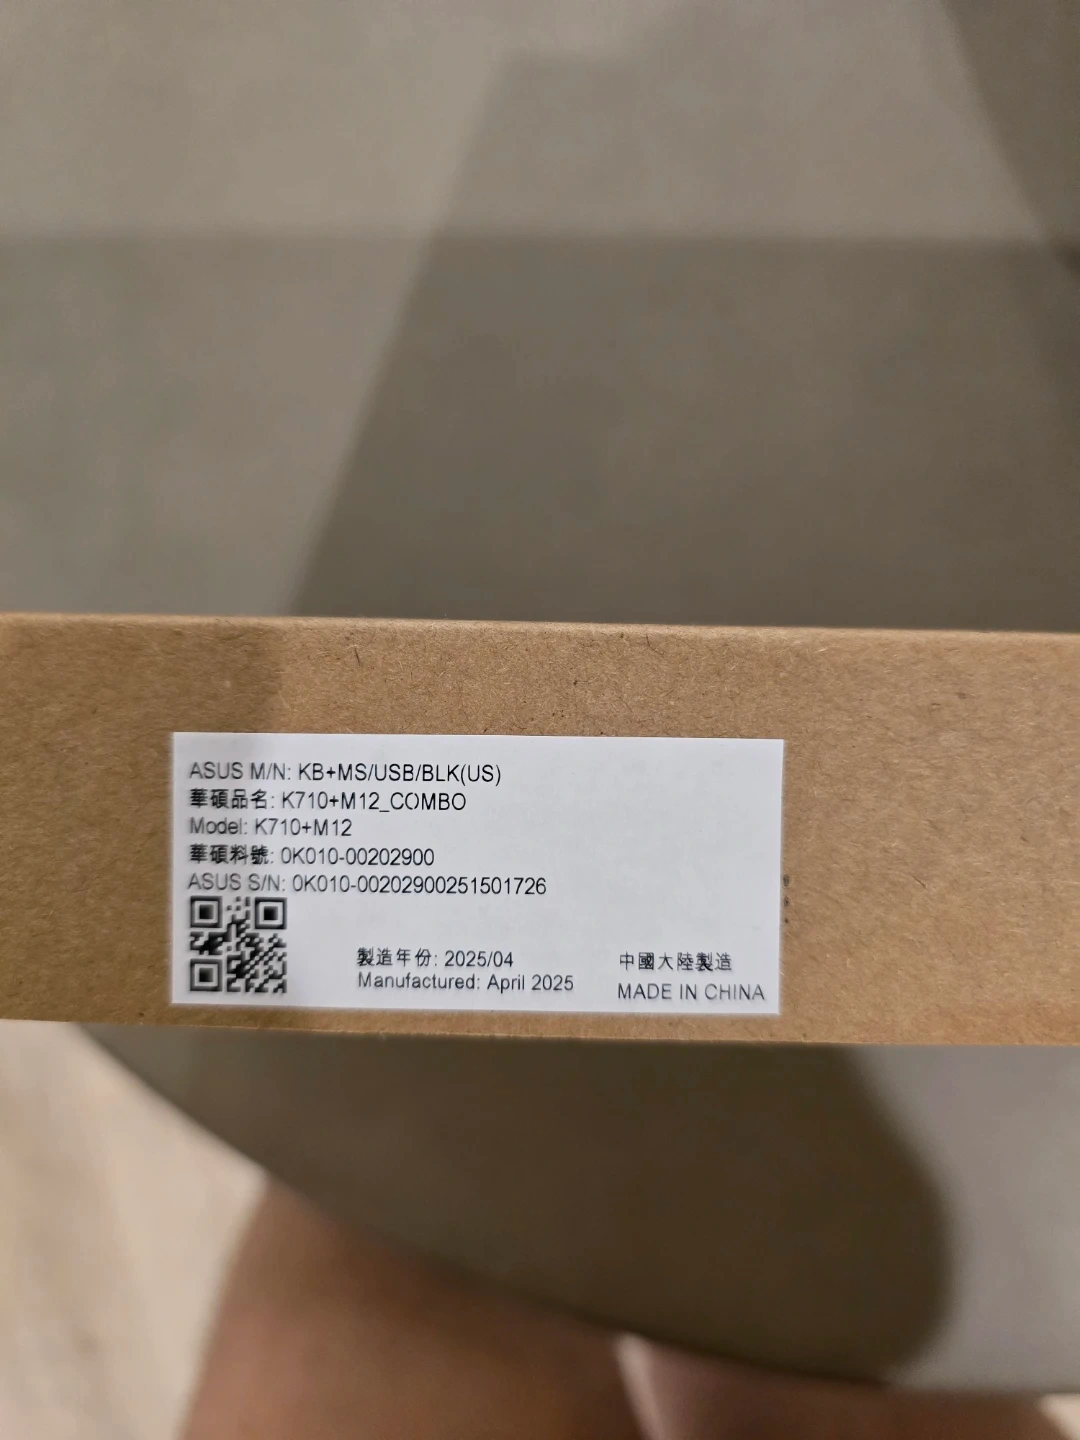 ASUS M/N: KB+MS/USB/BLK(US)
華碩品名: K710+M12_COMBO
Model: K710+M12
華碩料號: 0K010-00202900
ASUS S/N: 0K010-00202900251501726
製造年份: 2025/04
Manufactured: April 2025
中國大陸製造
MADE IN CHINA